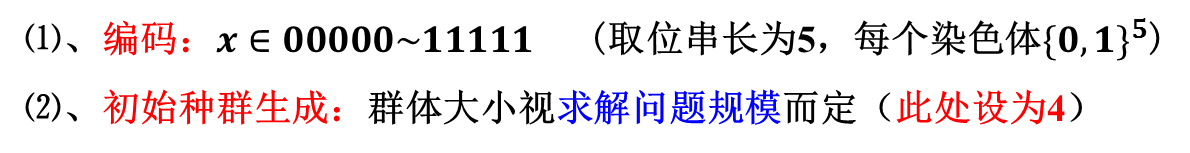 (1)、编码：x ∈ 00000~11111 (取位串长为5，每个染色体{0, 1}⁵)
(2)、初始种群生成：群体大小视求解问题规模而定（此处设为4）